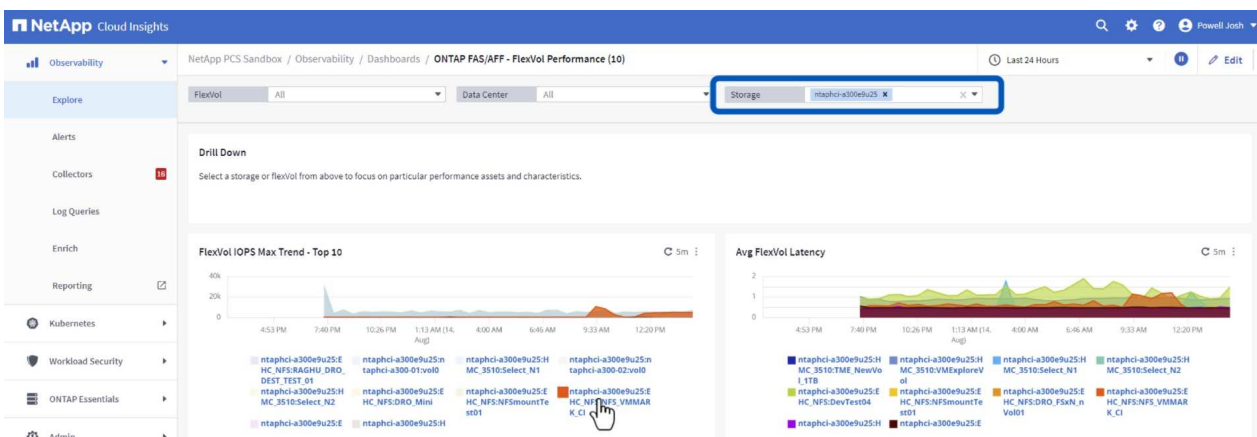 NetApp Cloud Insights
Powell Josh
Observability
NetApp PCS Sandbox / Observability / Dashboards / ONTAP FAS/AFF - FlexVol Performance (10)
Last 24 Hours
Edit
Explore
FlexVol All
Data Center All
Storage ntaphci-a300e9u25 x
Alerts
Collectors 16
Log Queries
Enrich
Reporting
Kubernetes
Workload Security
ONTAP Essentials
Admin
Drill Down
Select a storage or flexVol from above to focus on particular performance assets and characteristics.
FlexVol IOPS Max Trend - Top 10
5m
40k
20k
0
4:53 PM 7:40 PM 10:26 PM 1:13 AM (14. 4:00 AM 6:46 AM 9:33 AM 12:20 PM
Aug)
ntaphci-a300e9u25:E ntaphci-a300e9u25:n ntaphci-a300e9u25:H ntaphci-a300e9u25:n
HC_NFS:RAGHU_DRO_ taphci-a300-01:vol0 MC_3510:Select_N1 taphci-a300-02:vol0
DEST_TEST_01
ntaphci-a300e9u25:H ntaphci-a300e9u25:E ntaphci-a300e9u25:E ntaphci-a300e9u25:E
MC_3510:Select_N2 HC_NFS:DRO_Mini HC_NFS:NFSmountTe HC_NFS:NFS_VMMAR
st01 K_CI
ntaphci-a300e9u25:E ntaphci-a300e9u25:H
Avg FlexVol Latency
5m
2
1
0
4:53 PM 7:40 PM 10:26 PM 1:13 AM (14. 4:00 AM 6:46 AM 9:33 AM 12:20 PM
Aug)
ntaphci-a300e9u25:H ntaphci-a300e9u25:H ntaphci-a300e9u25:H ntaphci-a300e9u25:H
MC_3510:TME_NewVo MC_3510:VMExploreV MC_3510:Select_N1 MC_3510:Select_N2
l_1TB ol
ntaphci-a300e9u25:E ntaphci-a300e9u25:E ntaphci-a300e9u25:E ntaphci-a300e9u25:E
HC_NFS:DevTest04 HC_NFS:NFSmountTe HC_NFS:DRO_FSxN_n HC_NFS:NFS_VMMAR
st01 Vol01 K_CI
ntaphci-a300e9u25:H ntaphci-a300e9u25:E